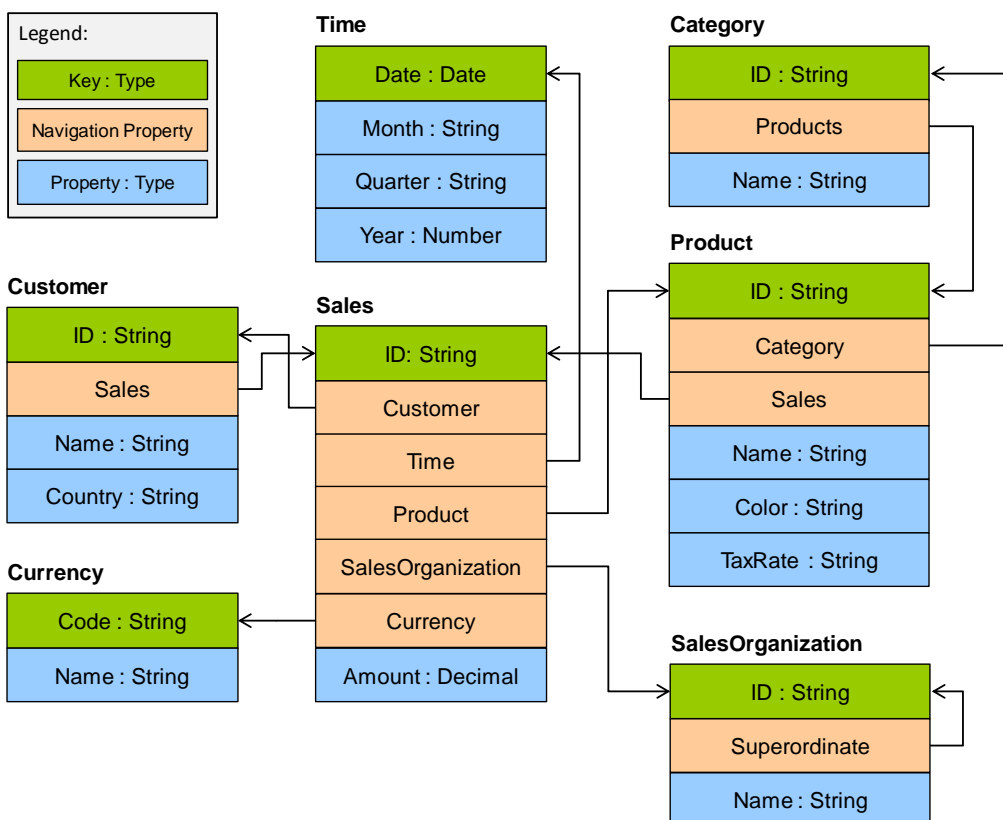 Legend:
Key : Type
Navigation Property
Property : Type
Time
Date : Date
Month : String
Quarter : String
Year : Number
Category
ID : String
Products
Name : String
Customer
ID : String
Sales
Name : String
Country : String
Sales
ID: String
Customer
Time
Product
SalesOrganization
Currency
Amount : Decimal
Product
ID : String
Category
Sales
Name : String
Color : String
TaxRate : String
Currency
Code : String
Name : String
SalesOrganization
ID : String
Superordinate
Name : String